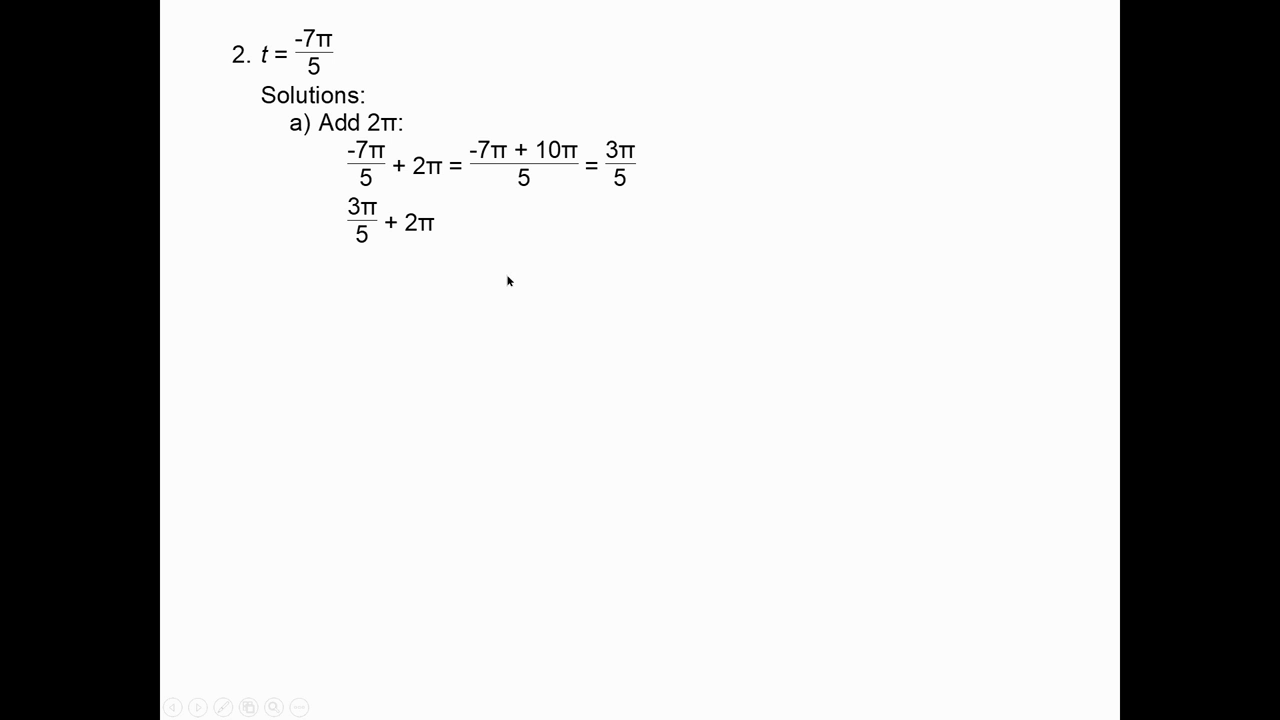 2. t = -7π/5
Solutions:
a) Add 2π:
-7π/5 + 2π = -7π + 10π/5 = 3π/5
3π/5 + 2π